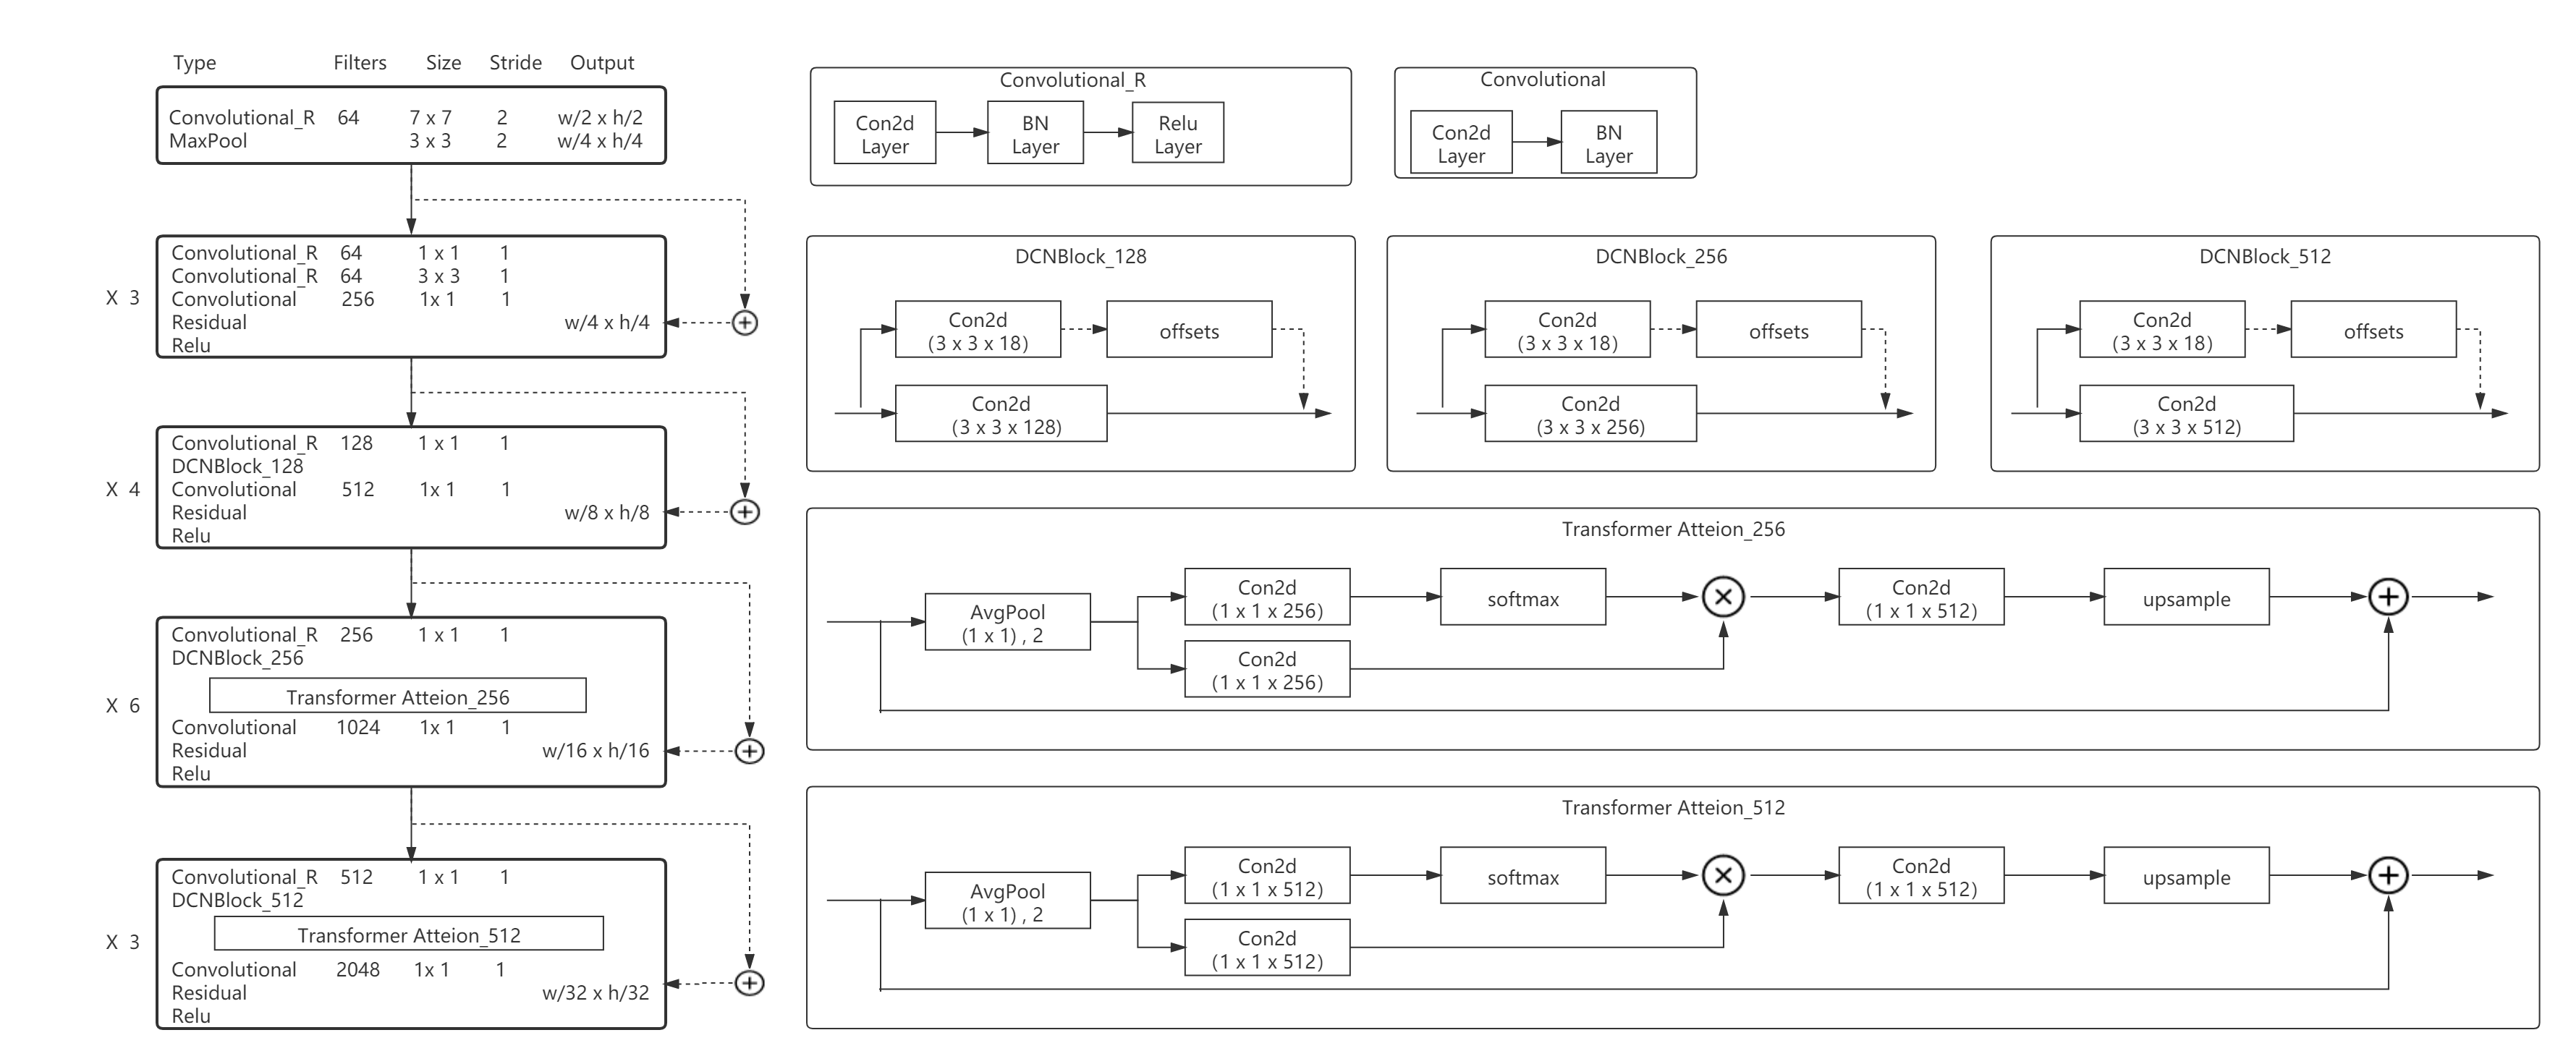 Type Filters Size Stride Output
Convolutional_R 64 7 x 7 2 w/2 x h/2
MaxPool 3 x 3 2 w/4 x h/4
X 3
Convolutional_R 64 1 x 1 1
Convolutional_R 64 3 x 3 1
Convolutional 256 1x 1 1
Residual w/4 x h/4
Relu
X 4
Convolutional_R 128 1 x 1 1
DCNBlock_128
Convolutional 512 1x 1 1
Residual w/8 x h/8
Relu
X 6
Convolutional_R 256 1 x 1 1
DCNBlock_256
Transformer Atteion_256
Convolutional 1024 1x 1 1
Residual w/16 x h/16
Relu
X 3
Convolutional_R 512 1 x 1 1
DCNBlock_512
Transformer Atteion_512
Convolutional 2048 1x 1 1
Residual w/32 x h/32
Relu
Convolutional_R
Con2d
Layer
BN
Layer
Relu
Layer
Convolutional
Con2d
Layer
BN
Layer
DCNBlock_128
Con2d
(3 x 3 x 18)
offsets
Con2d
(3 x 3 x 128)
DCNBlock_256
Con2d
(3 x 3 x 18)
offsets
Con2d
(3 x 3 x 256)
DCNBlock_512
Con2d
(3 x 3 x 18)
offsets
Con2d
(3 x 3 x 512)
Transformer Atteion_256
AvgPool
(1 x 1) , 2
Con2d
(1 x 1 x 256)
softmax
Con2d
(1 x 1 x 256)
Con2d
(1 x 1 x 512)
upsample
Transformer Atteion_512
AvgPool
(1 x 1) , 2
Con2d
(1 x 1 x 512)
softmax
Con2d
(1 x 1 x 512)
Con2d
(1 x 1 x 512)
upsample